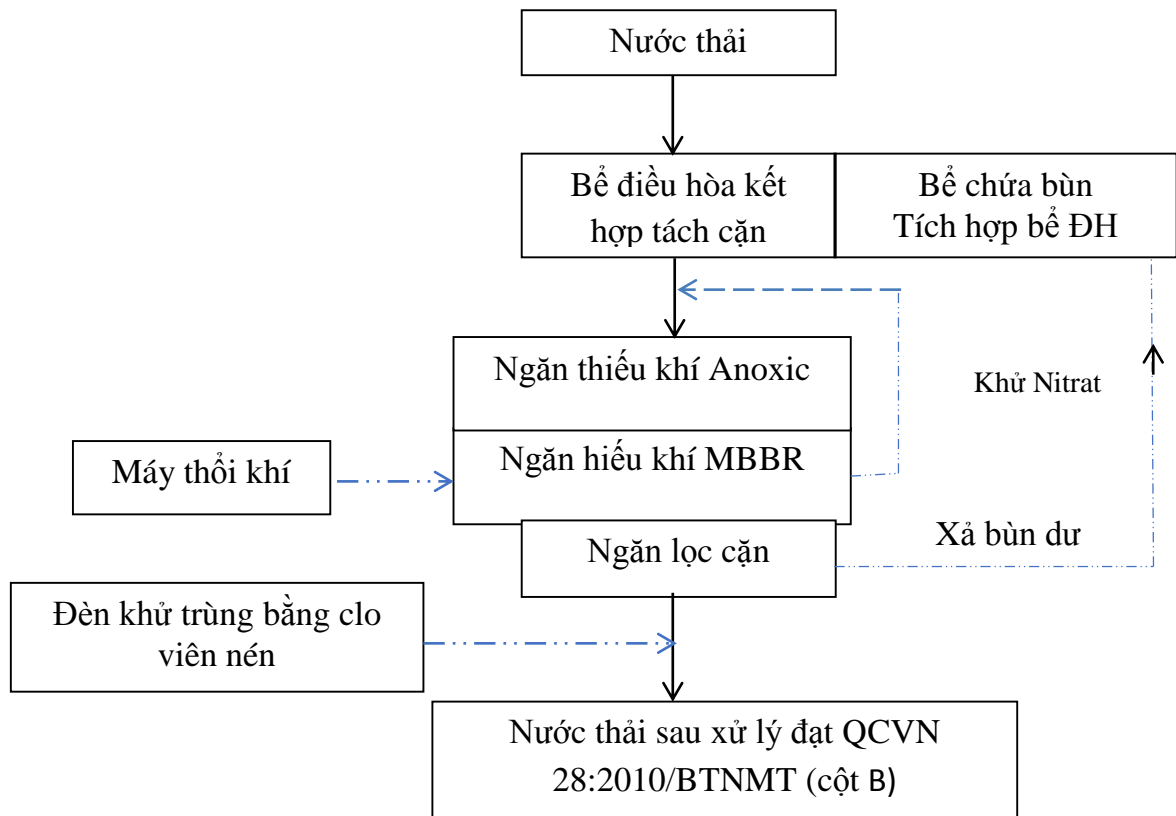 Nước thải
Bể điều hòa kết
hợp tách cặn
Bể chứa bùn
Tích hợp bể ĐH
Ngăn thiếu khí Anoxic
Khử Nitrat
Ngăn hiếu khí MBBR
Máy thổi khí
Ngăn lọc cặn
Xả bùn dư
Đèn khử trùng bằng clo
viên nén
Nước thải sau xử lý đạt QCVN
28:2010/BTNMT (cột B)